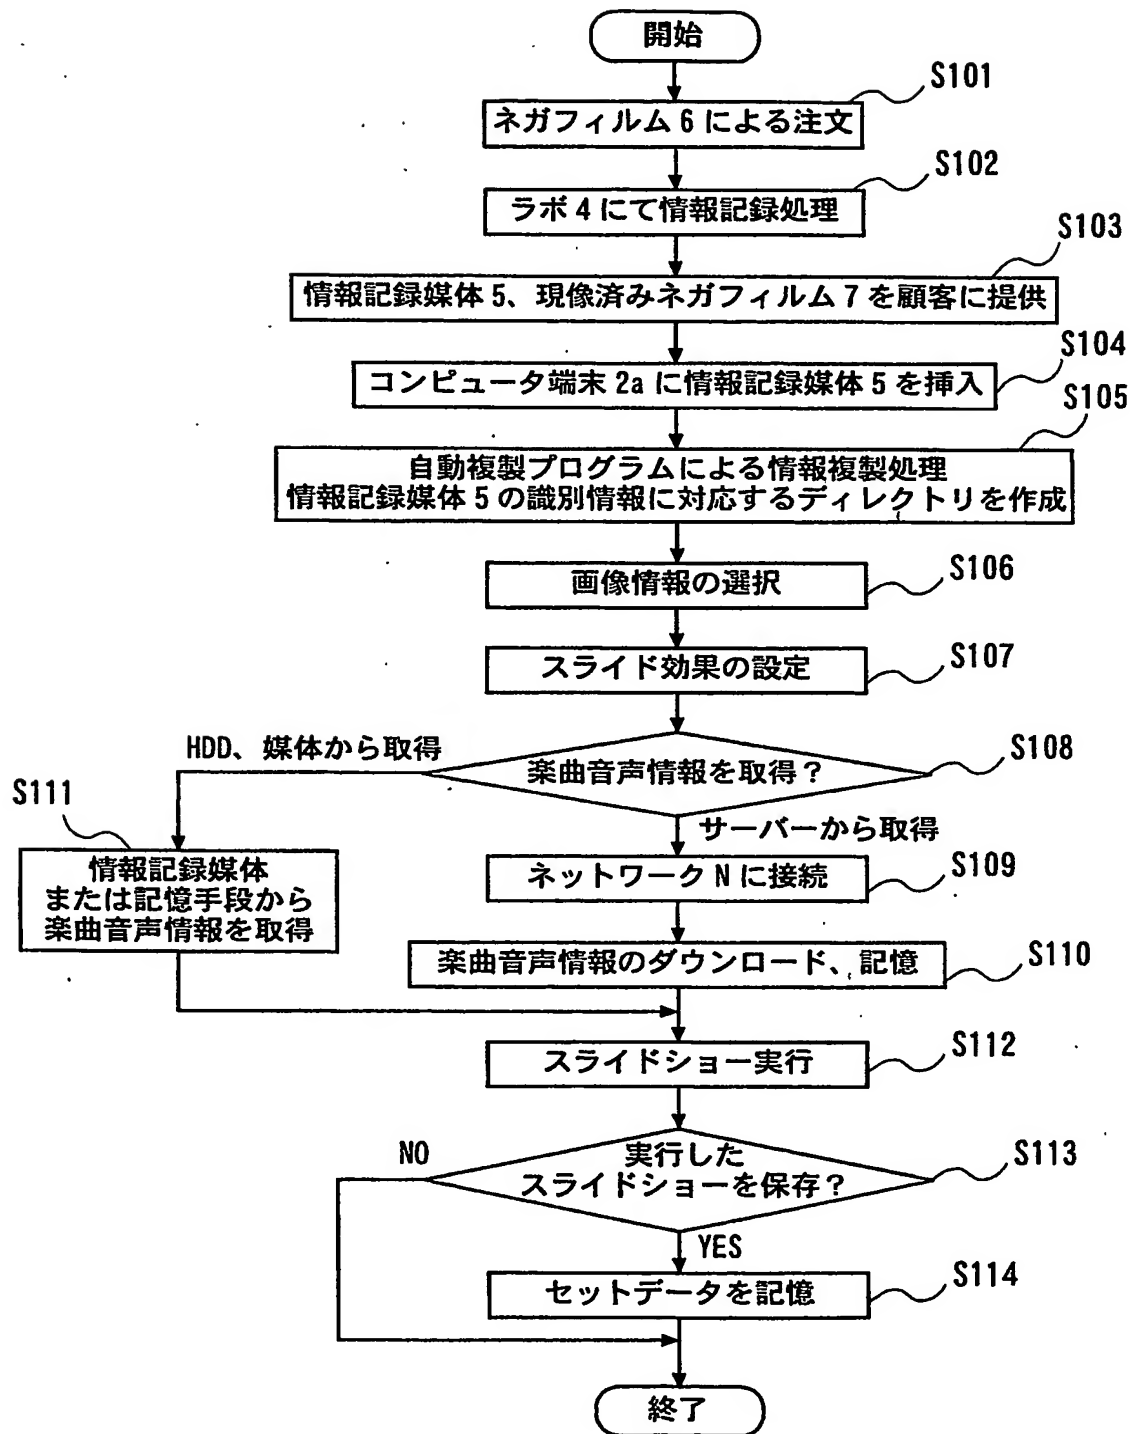 開始
S101
ネガフィルム6による注文
S102
ラボ4にて情報記録処理
S103
情報記録媒体5、現像済みネガフィルム7を顧客に提供
S104
コンピュータ端末2aに情報記録媒体5を挿入
S105
自動複製プログラムによる情報複製処理
情報記録媒体5の識別情報に対応するディレクトリを作成
S106
画像情報の選択
S107
スライド効果の設定
HDD、媒体から取得
S108
楽曲音声情報を取得?
S111
サーバーから取得
情報記録媒体
または記憶手段から
楽曲音声情報を取得
S109
ネットワークNに接続
S110
楽曲音声情報のダウンロード、記憶
S112
スライドショー実行
NO
S113
実行した
スライドショーを保存?
YES
S114
セットデータを記憶
終了